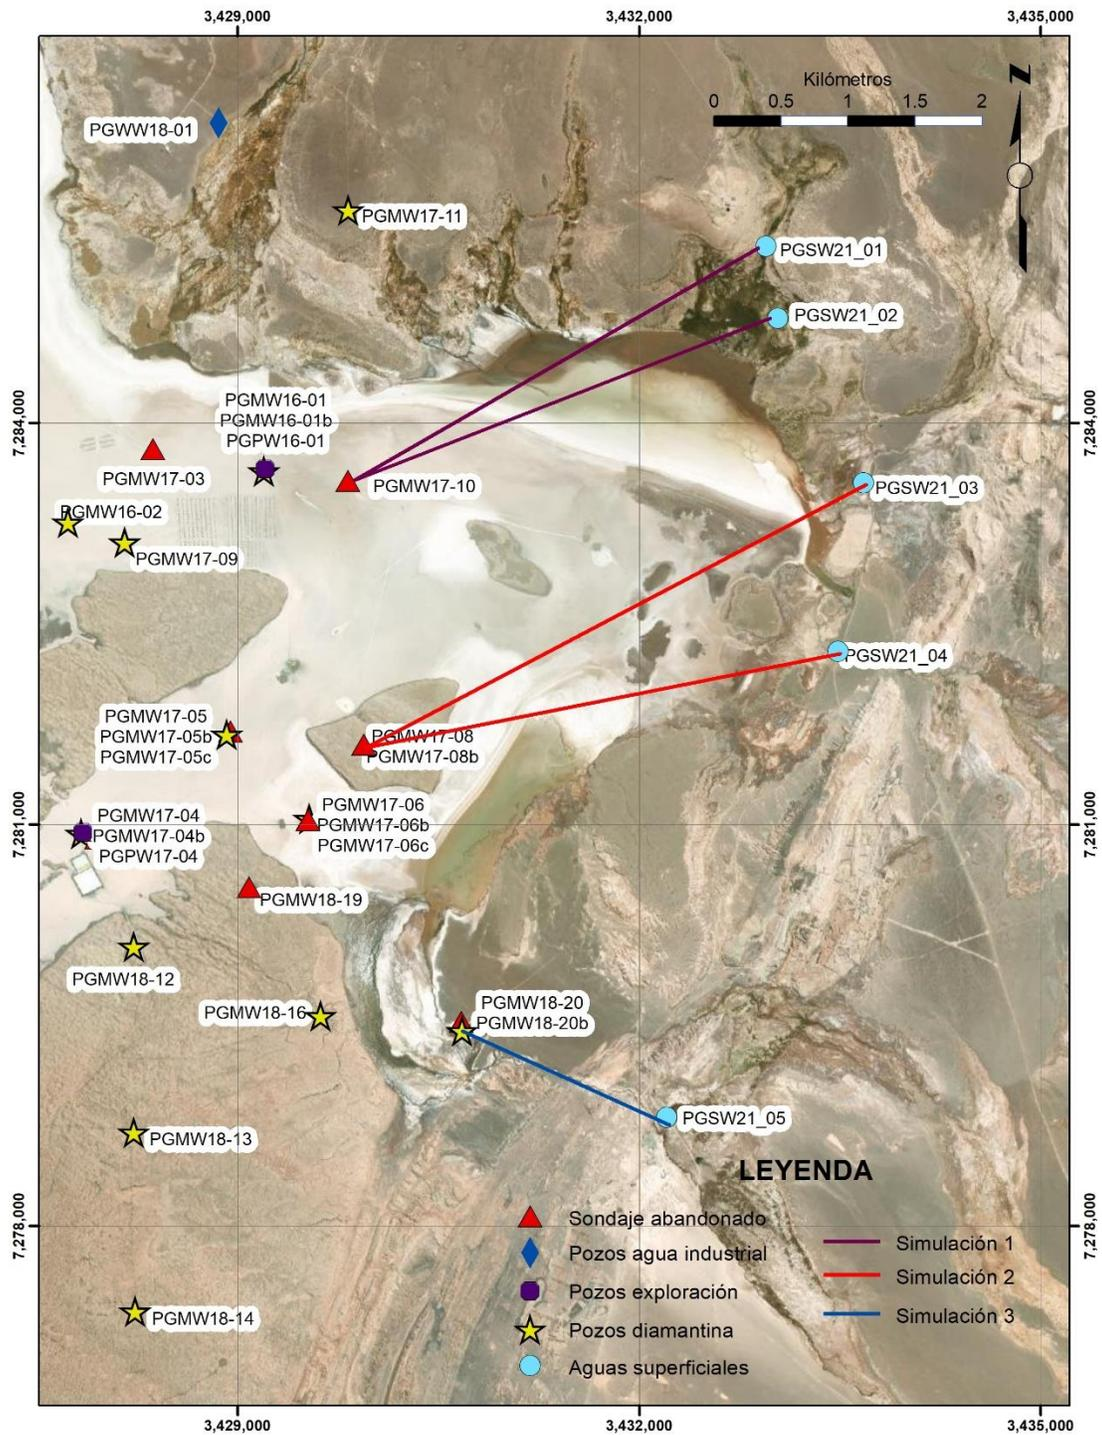 3,429,000
3,432,000
3,435,000
Kilómetros
0 0.5 1 1.5 2
N
PGWW18-01
PGMW17-11
PGSW21_01
PGSW21_02
7,284,000
7,284,000
PGMW16-01
PGMW16-01b
PGPW16-01
PGMW17-03
PGMW17-10
PGSW21_03
PGMW16-02
PGMW17-09
PGSW21_04
PGMW17-05
PGMW17-05b
PGMW17-05c
PGMW17-08
PGMW17-08b
7,281,000
7,281,000
PGMW17-04
PGMW17-04b
PGPW17-04
PGMW17-06
PGMW17-06b
PGMW17-06c
PGMW18-19
PGMW18-12
PGMW18-16
PGMW18-20
PGMW18-20b
PGSW21_05
PGMW18-13
LEYENDA
7,278,000
7,278,000
Sondaje abandonado
Pozos agua industrial
Pozos exploración
Pozos diamantina
Aguas superficiales
Simulación 1
Simulación 2
Simulación 3
PGMW18-14
3,429,000
3,432,000
3,435,000